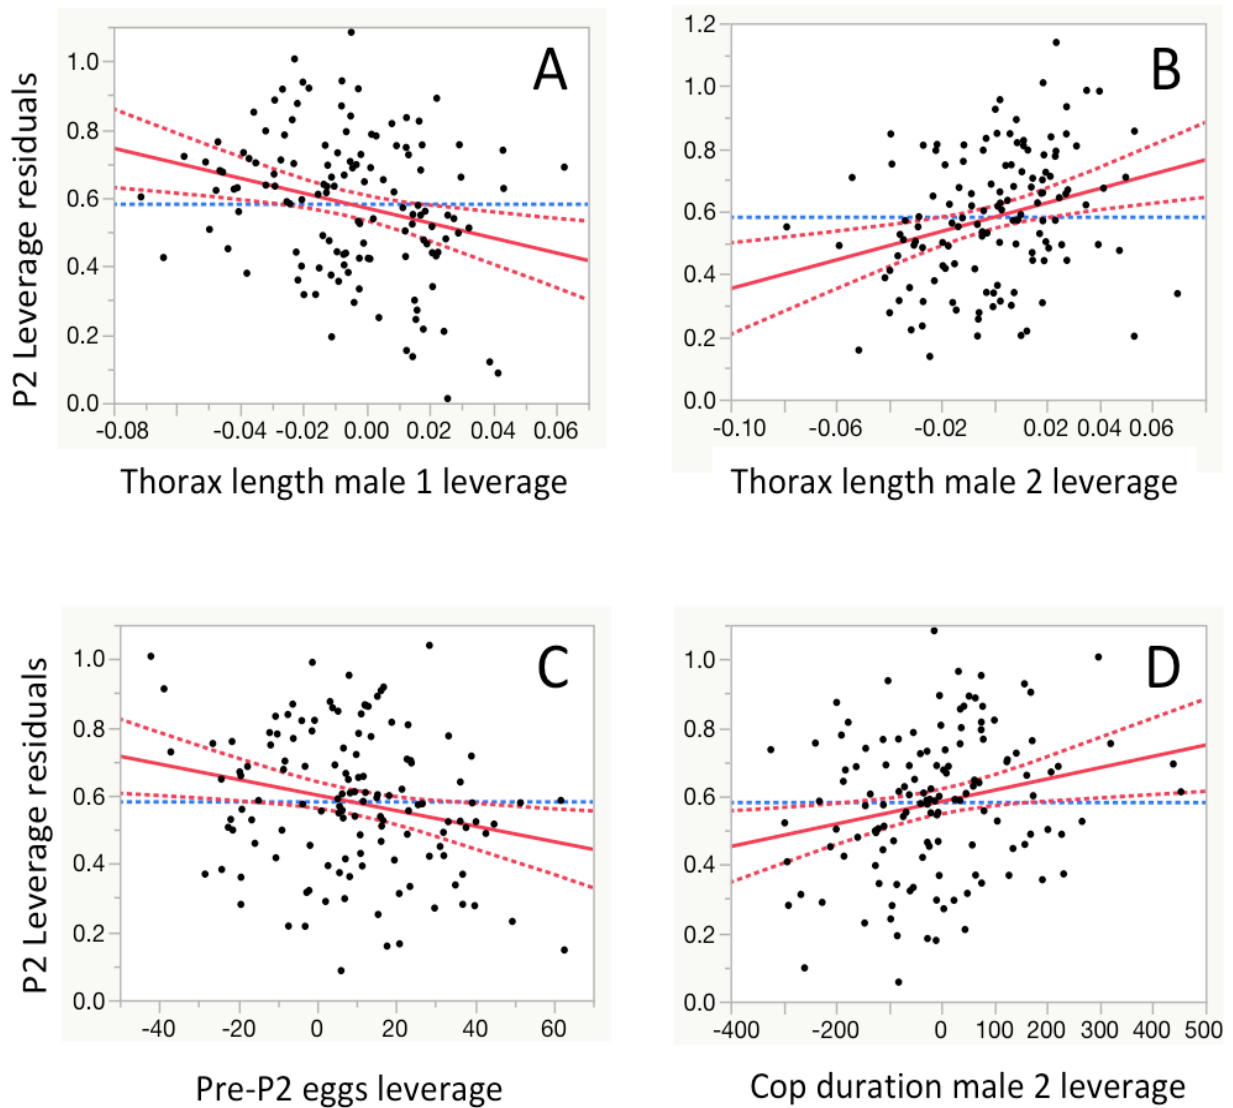 A
B
P2 Leverage residuals
1.0
0.8
0.6
0.4
0.2
0.0
-0.08 -0.04 -0.02 0.00 0.02 0.04 0.06
Thorax length male 1 leverage
1.2
1.0
0.8
0.6
0.4
0.2
0.0
-0.10 -0.06 -0.02 0.02 0.04 0.06
Thorax length male 2 leverage
C
D
P2 Leverage residuals
1.0
0.8
0.6
0.4
0.2
0.0
-40 -20 0 20 40 60
Pre-P2 eggs leverage
1.0
0.8
0.6
0.4
0.2
0.0
-400 -200 0 100 200 300 400 500
Cop duration male 2 leverage